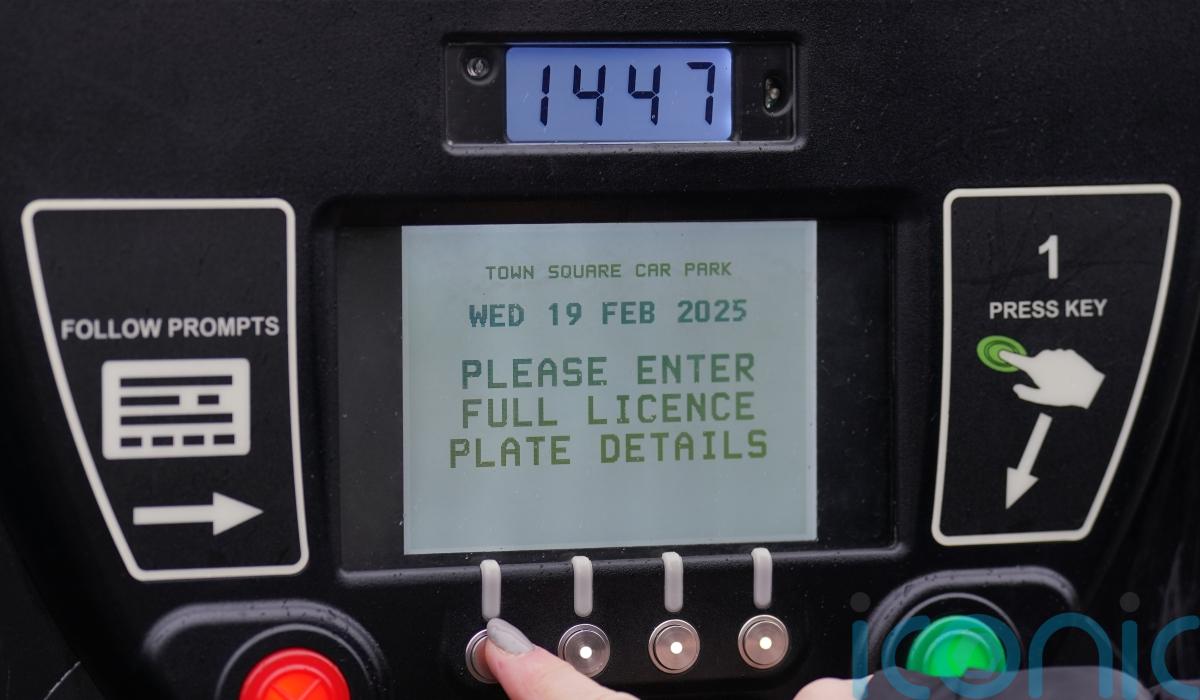 1447
TOWN SQUARE CAR PARK
WED 19 FEB 2025
PLEASE ENTER
FULL LICENCE
PLATE DETAILS
FOLLOW PROMPTS
1
PRESS KEY
iconic